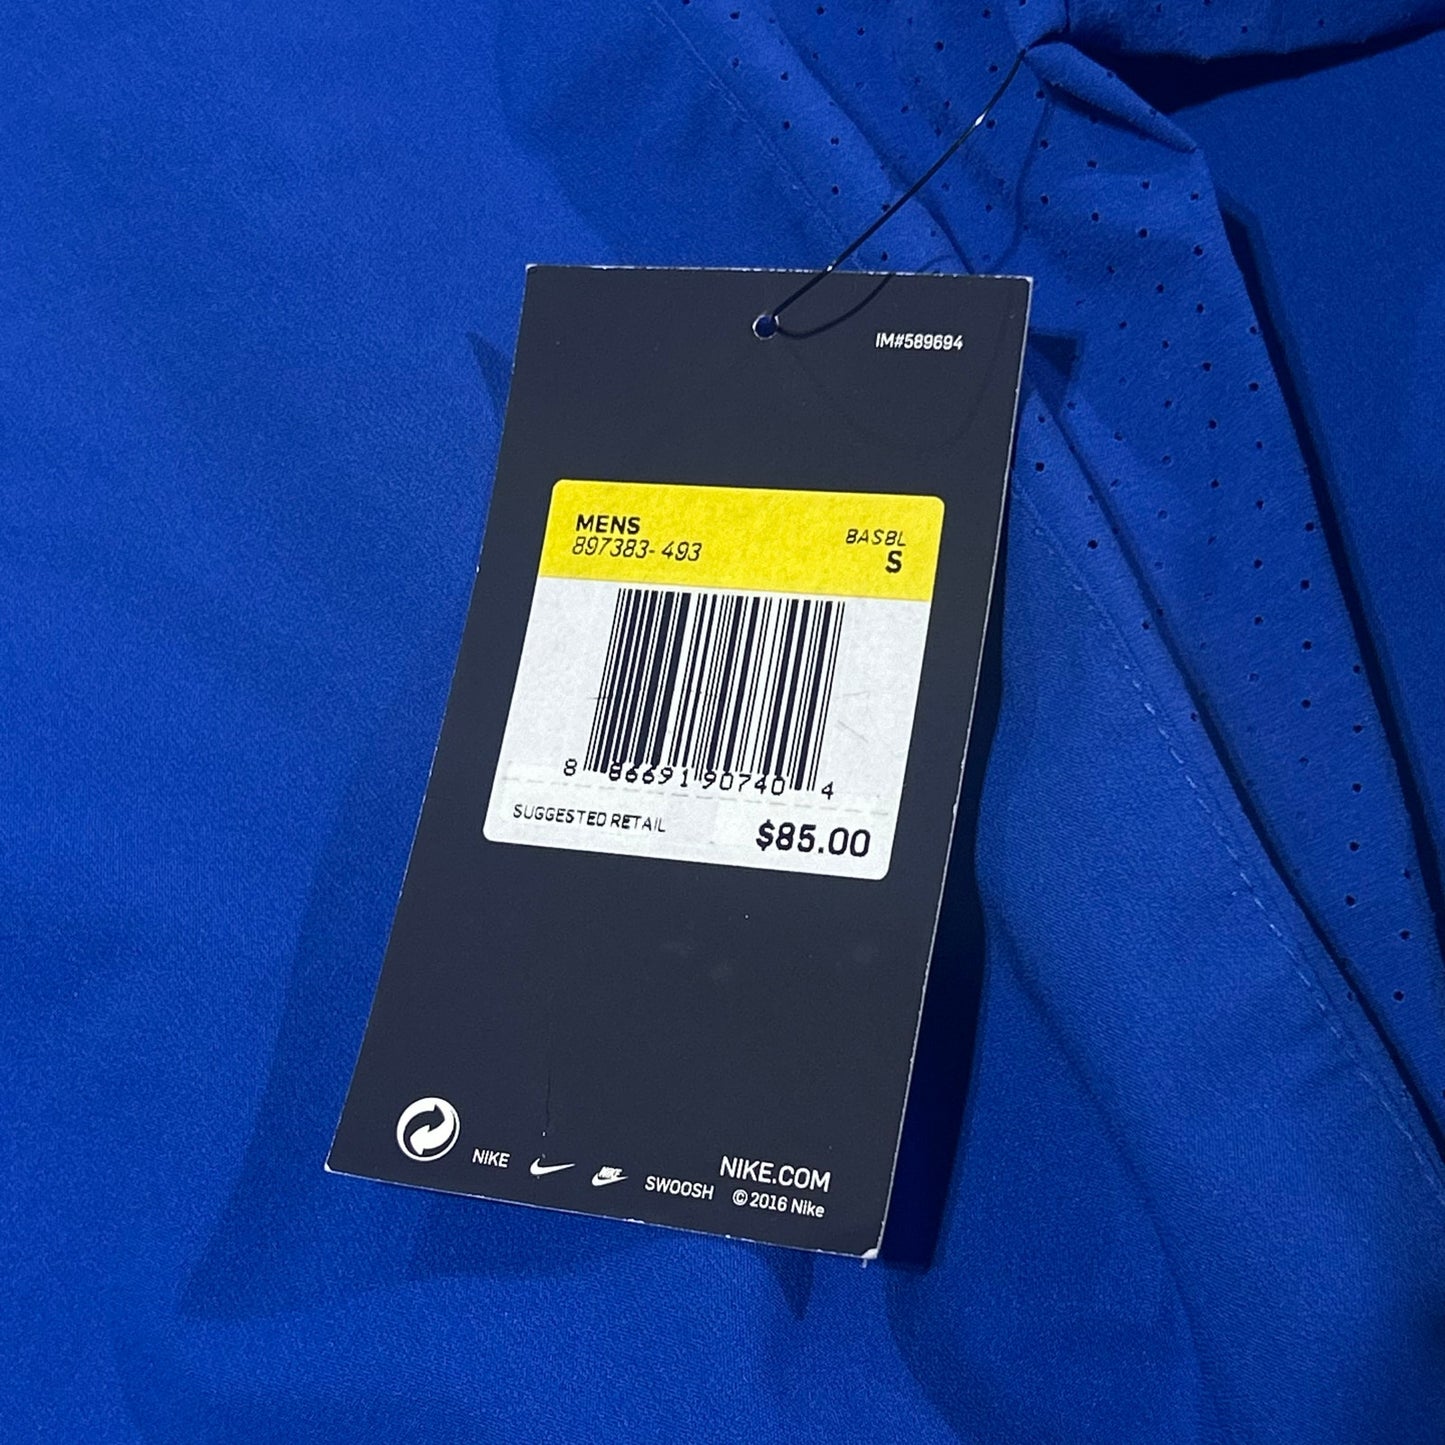 IM#589694
MENS
BASBL
897383-493
S
8 86691 90740 4
SUGGESTED RETAIL
$85.00
NIKE
NIKE
SWOOSH
NIKE.COM
©2016 Nike